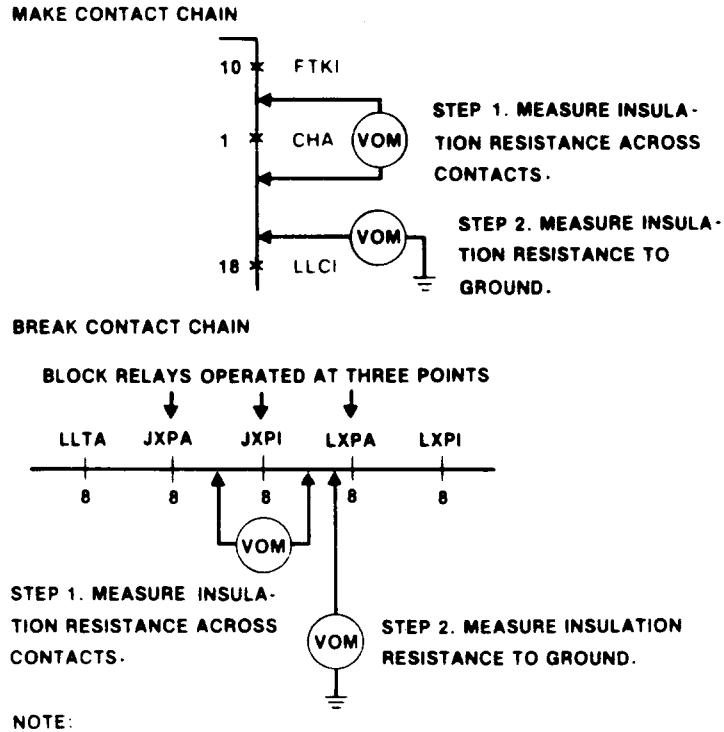 MAKE CONTACT CHAIN
10 FTKI
1 CHA VOM
STEP 1. MEASURE INSULA-
TION RESISTANCE ACROSS
CONTACTS.
VOM
18 LLCI
STEP 2. MEASURE INSULA-
TION RESISTANCE TO
GROUND.
BREAK CONTACT CHAIN
BLOCK RELAYS OPERATED AT THREE POINTS
LLTA JXPA JXPI LXPA LXPI
8 8 8 8 8
VOM
STEP 1. MEASURE INSULA-
TION RESISTANCE ACROSS
CONTACTS.
VOM
STEP 2. MEASURE INSULATION
RESISTANCE TO GROUND.
NOTE: